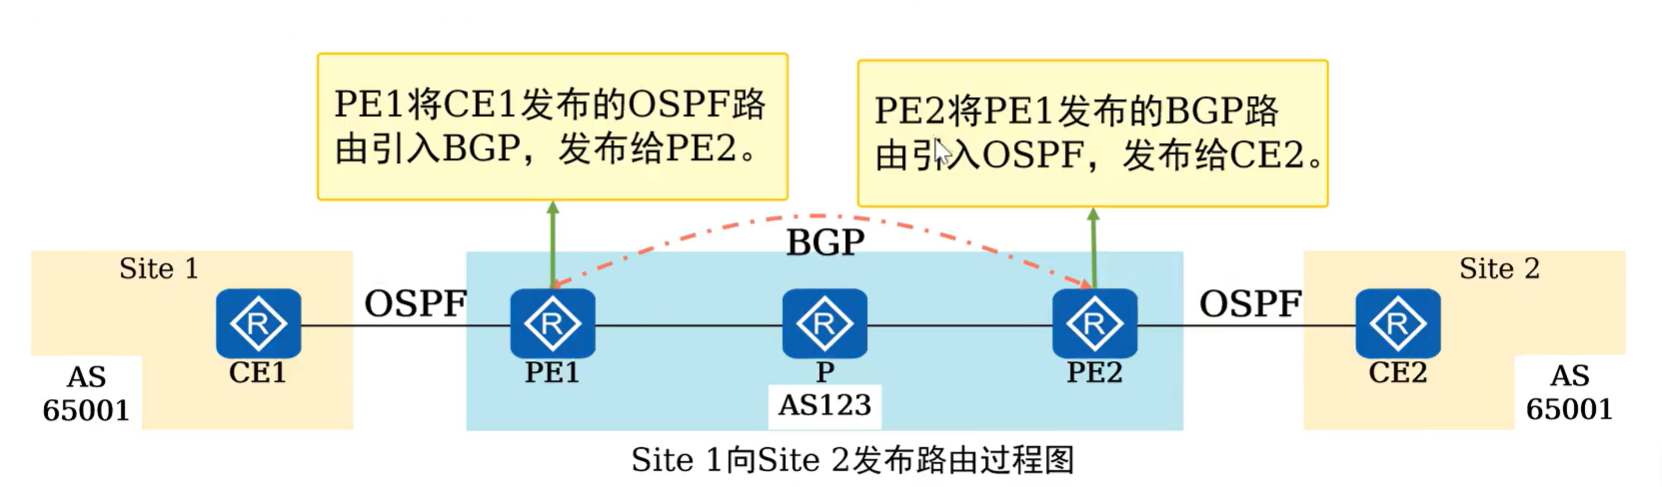 PE1将CE1发布的OSPF路
由引入BGP，发布给PE2。
PE2将PE1发布的BGP路
由引入OSPF，发布给CE2。
BGP
Site 1
Site 2
OSPF
OSPF
R
R
R
R
R
CE1
PE1
P
PE2
CE2
AS
65001
AS123
AS
65001
Site 1向Site 2发布路由过程图